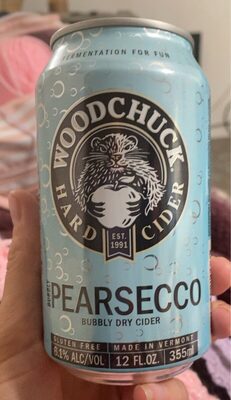 FERMENTATION FOR FUN
WOODCHUCK
HARD CIDER
EST.
1991
BUBBLY
PEARSECCO
BUBBLY DRY CIDER
GLUTEN FREE MADE IN VERMONT
6.1% ALC/VOL 12 FL.OZ. 355ml